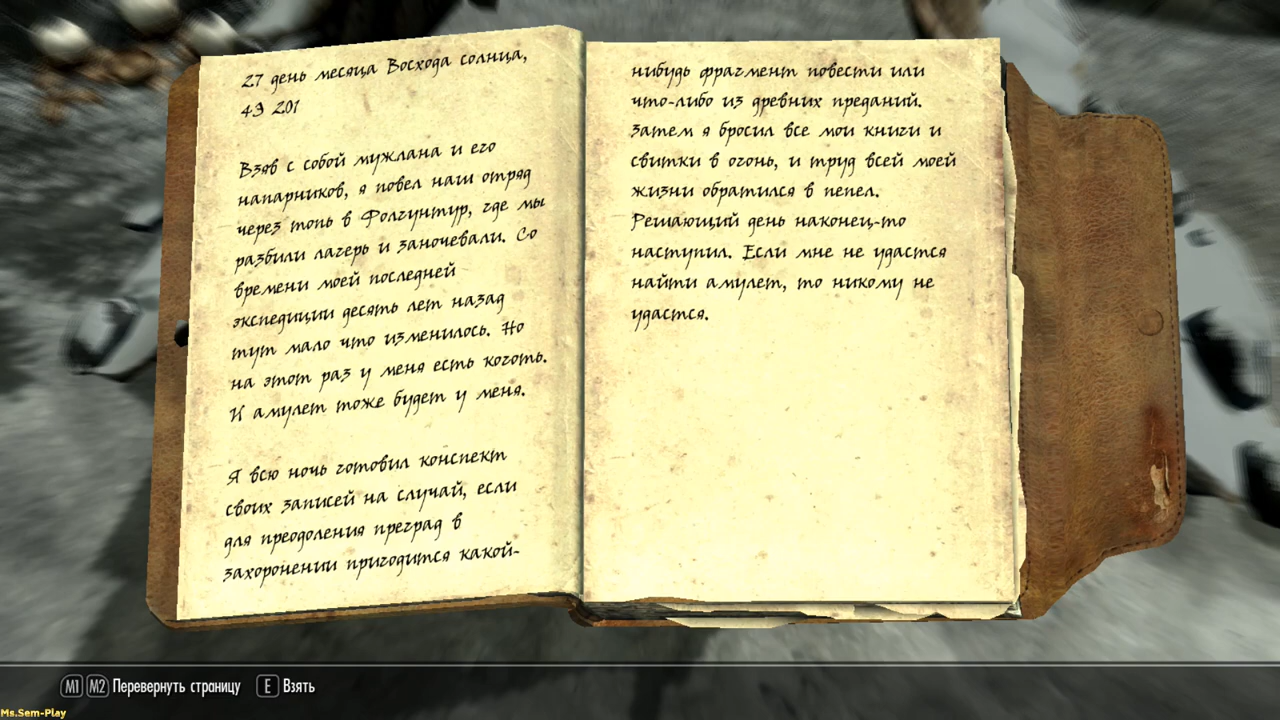 27 день месяца Восхода солнца,
4Э 201
Взяв с собой мужлана и его
напарников, я повел наш отряд
через топь в Фолгунтур, где мы
разбили лагерь и заночевали. Со
времени моей последней
экспедиции десять лет назад
тут мало что изменилось. Но
на этот раз у меня есть коготь.
И амулет тоже будет у меня.
Я всю ночь готовил конспект
своих записей на случай, если
для преодоления преград в
захоронении пригодится какой-
нибудь фрагмент повести или
что-либо из древних преданий.
Затем я бросил все мои книги и
свитки в огонь, и труд всей моей
жизни обратился в пепел.
Решающий день наконец-то
наступил. Если мне не удастся
найти амулет, то никому не
удастся.
M1 M2 Перевернуть страницу E Взять
Ms.Sem-Play